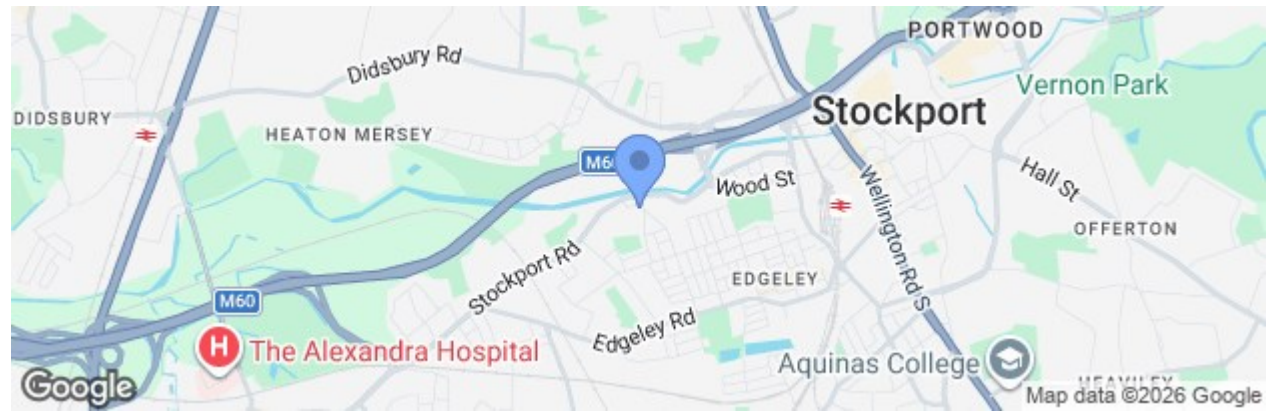 PORTWOOD
Didsbury Rd
Vernon Park
Stockport
DIDSBURY
HEATON MERSEY
M60
Wood St
Hall St
Wellington Rd S
OFFERTON
Stockport Rd
EDGELEY
M60
Edgeley Rd
H
The Alexandra Hospital
Aquinas College
HEAVILEY
Google
Map data ©2026 Google